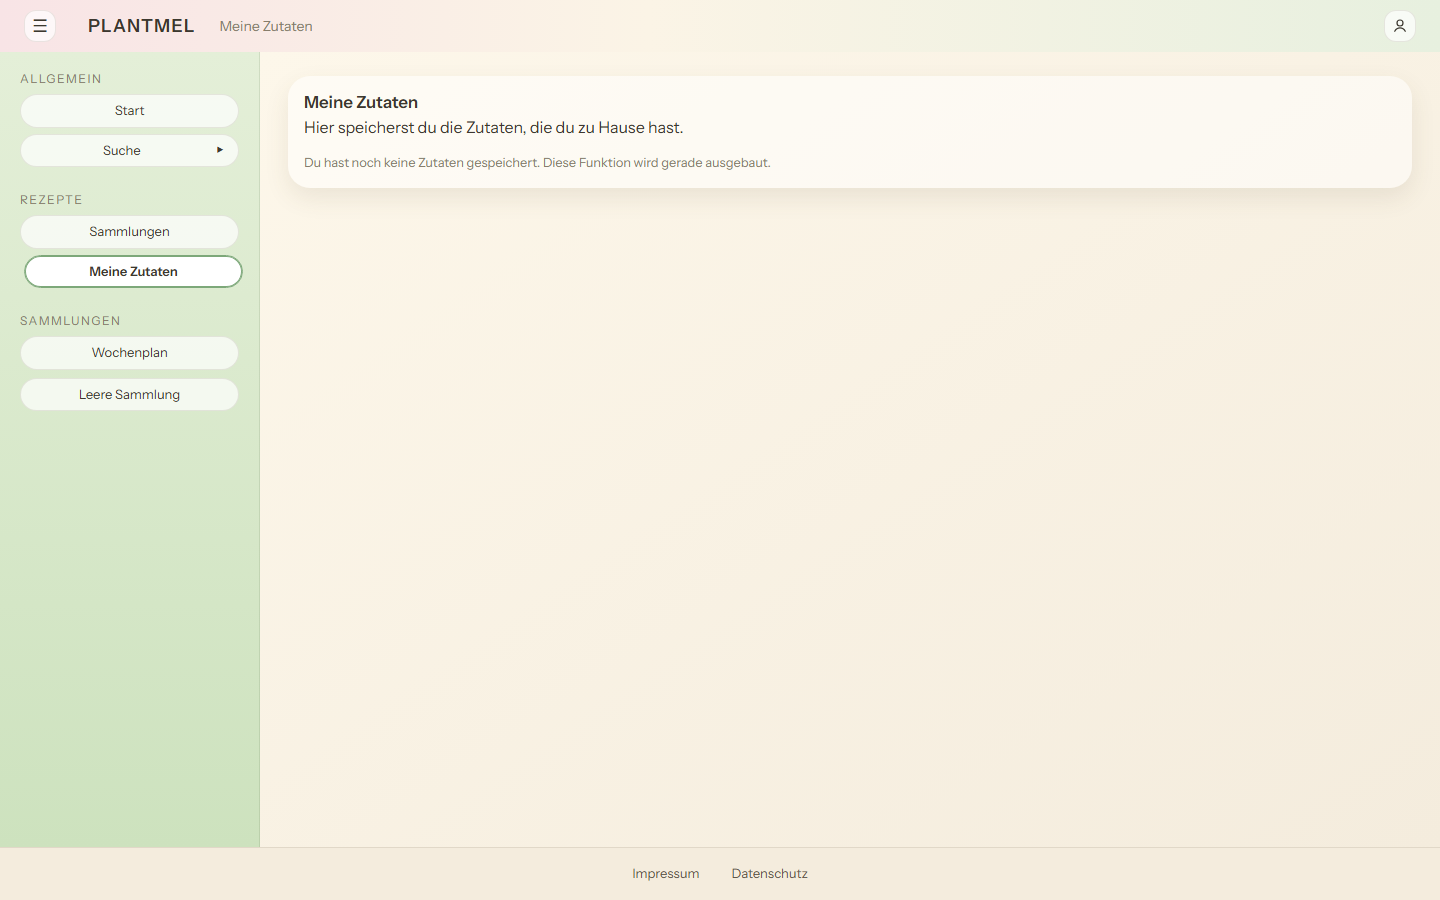 PLANTMEL
Meine Zutaten
ALLGEMEIN
Start
Suche
REZEPTE
Sammlungen
Meine Zutaten
SAMMLUNGEN
Wochenplan
Leere Sammlung
Meine Zutaten
Hier speicherst du die Zutaten, die du zu Hause hast.
Du hast noch keine Zutaten gespeichert. Diese Funktion wird gerade ausgebaut.
Impressum
Datenschutz